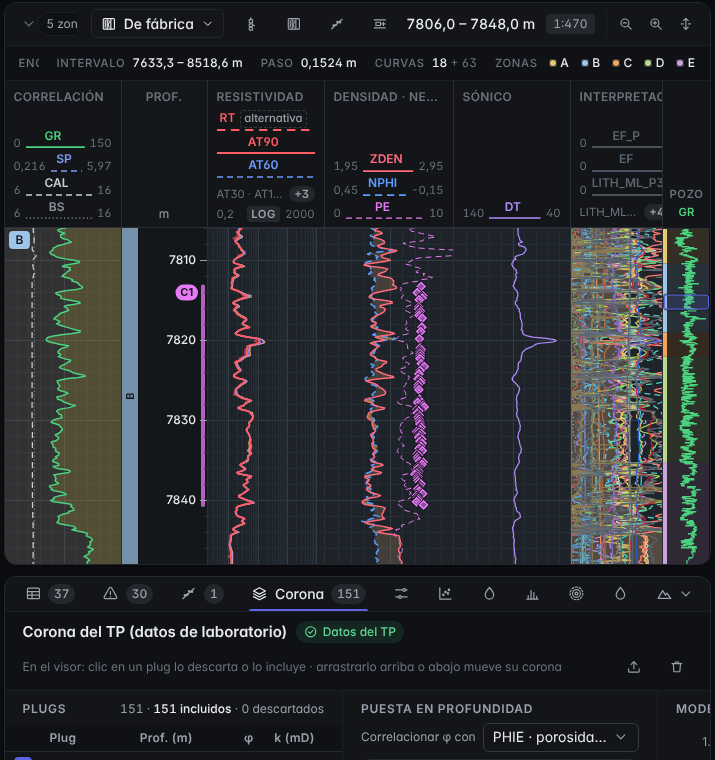 5 zon De fábrica 7806,0 – 7848,0 m 1:470
INTERVALO 7633,3 – 8518,6 m PASO 0,1524 m CURVAS 18 + 63 ZONAS A B C D E
CORRELACIÓN PROF. RESISTIVIDAD DENSIDAD · NE... SÓNICO INTERPRETAC
RT alternativa
0 GR 150 AT90 0 EF_P
0,216 SP 5,97 AT60 1,95 ZDEN 2,95 0 EF
6 CAL 16 AT30 · AT1... +3 0,45 NPHI -0,15 0 LITH_ML_P3 POZO
6 BS 16 m 0,2 LOG 2000 0 PE 10 140 DT 40 LITH_ML... +4 GR
B
7810
C1
7820
B
7830
7840
37 30 1 Corona 151
Corona del TP (datos de laboratorio) Datos del TP
En el visor: clic en un plug lo descarta o lo incluye · arrastrarlo arriba o abajo mueve su corona
PLUGS 151 · 151 incluidos · 0 descartados PUESTA EN PROFUNDIDAD MODE
Plug Prof. (m) φ k (mD) Correlacionar φ con PHIE · porosida... 1.